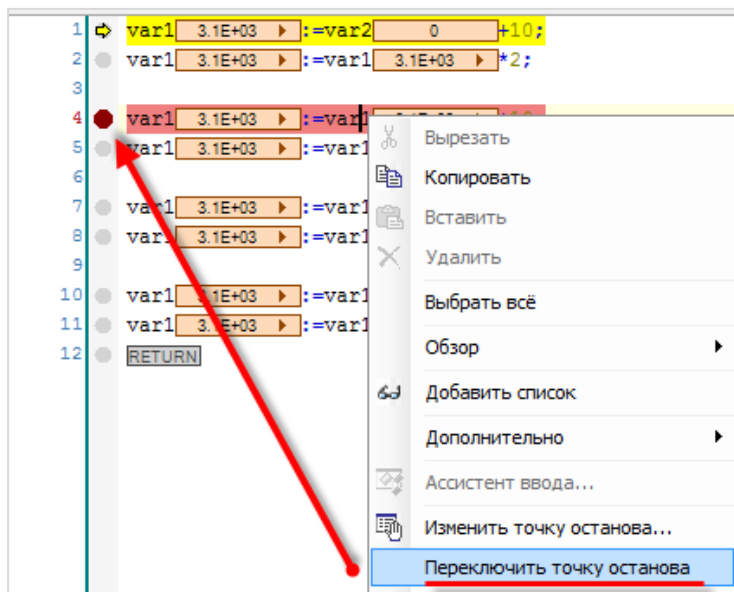 1 var1 3.1E+03 :=var2 0 +10;
2 var1 3.1E+03 :=var1 3.1E+03 *2;
3
4 var1 3.1E+03 :=var1
5 var1 3.1E+03 :=var1
6
7 var1 3.1E+03 :=var1
8 var1 3.1E+03 :=var1
9
10 var1 3.1E+03 :=var1
11 var1 3.1E+03 :=var1
12 RETURN
Вырезать
Копировать
Вставить
Удалить
Выбрать всё
Обзор
Добавить список
Дополнительно
Ассистент ввода...
Изменить точку останова...
Переключить точку останова